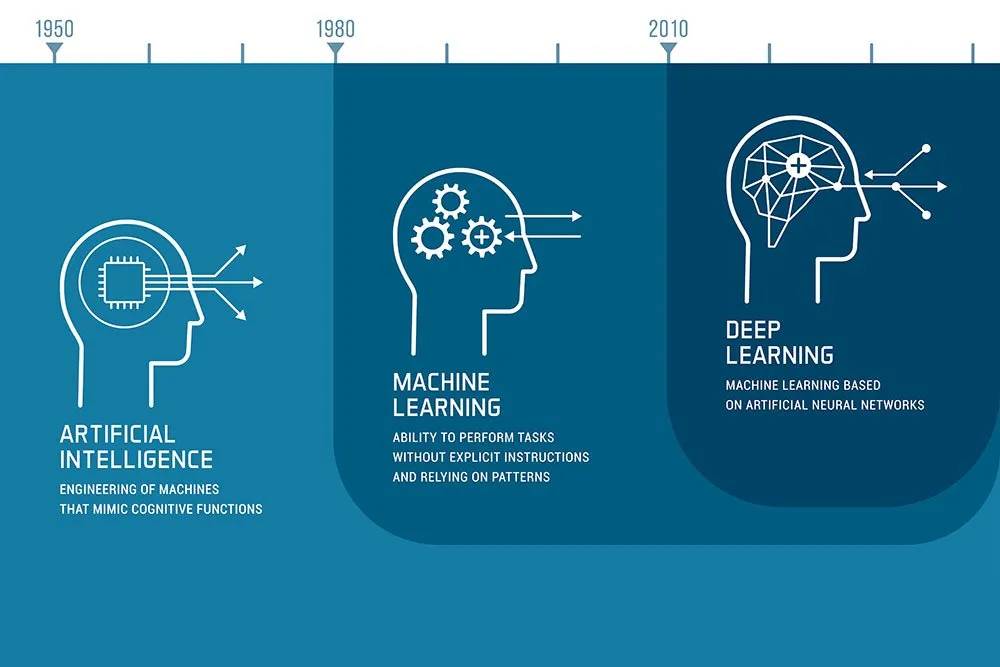 1950
1980
2010
ARTIFICIAL
INTELLIGENCE
ENGINEERING OF MACHINES
THAT MIMIC COGNITIVE FUNCTIONS
MACHINE
LEARNING
ABILITY TO PERFORM TASKS
WITHOUT EXPLICIT INSTRUCTIONS
AND RELYING ON PATTERNS
DEEP
LEARNING
MACHINE LEARNING BASED
ON ARTIFICIAL NEURAL NETWORKS